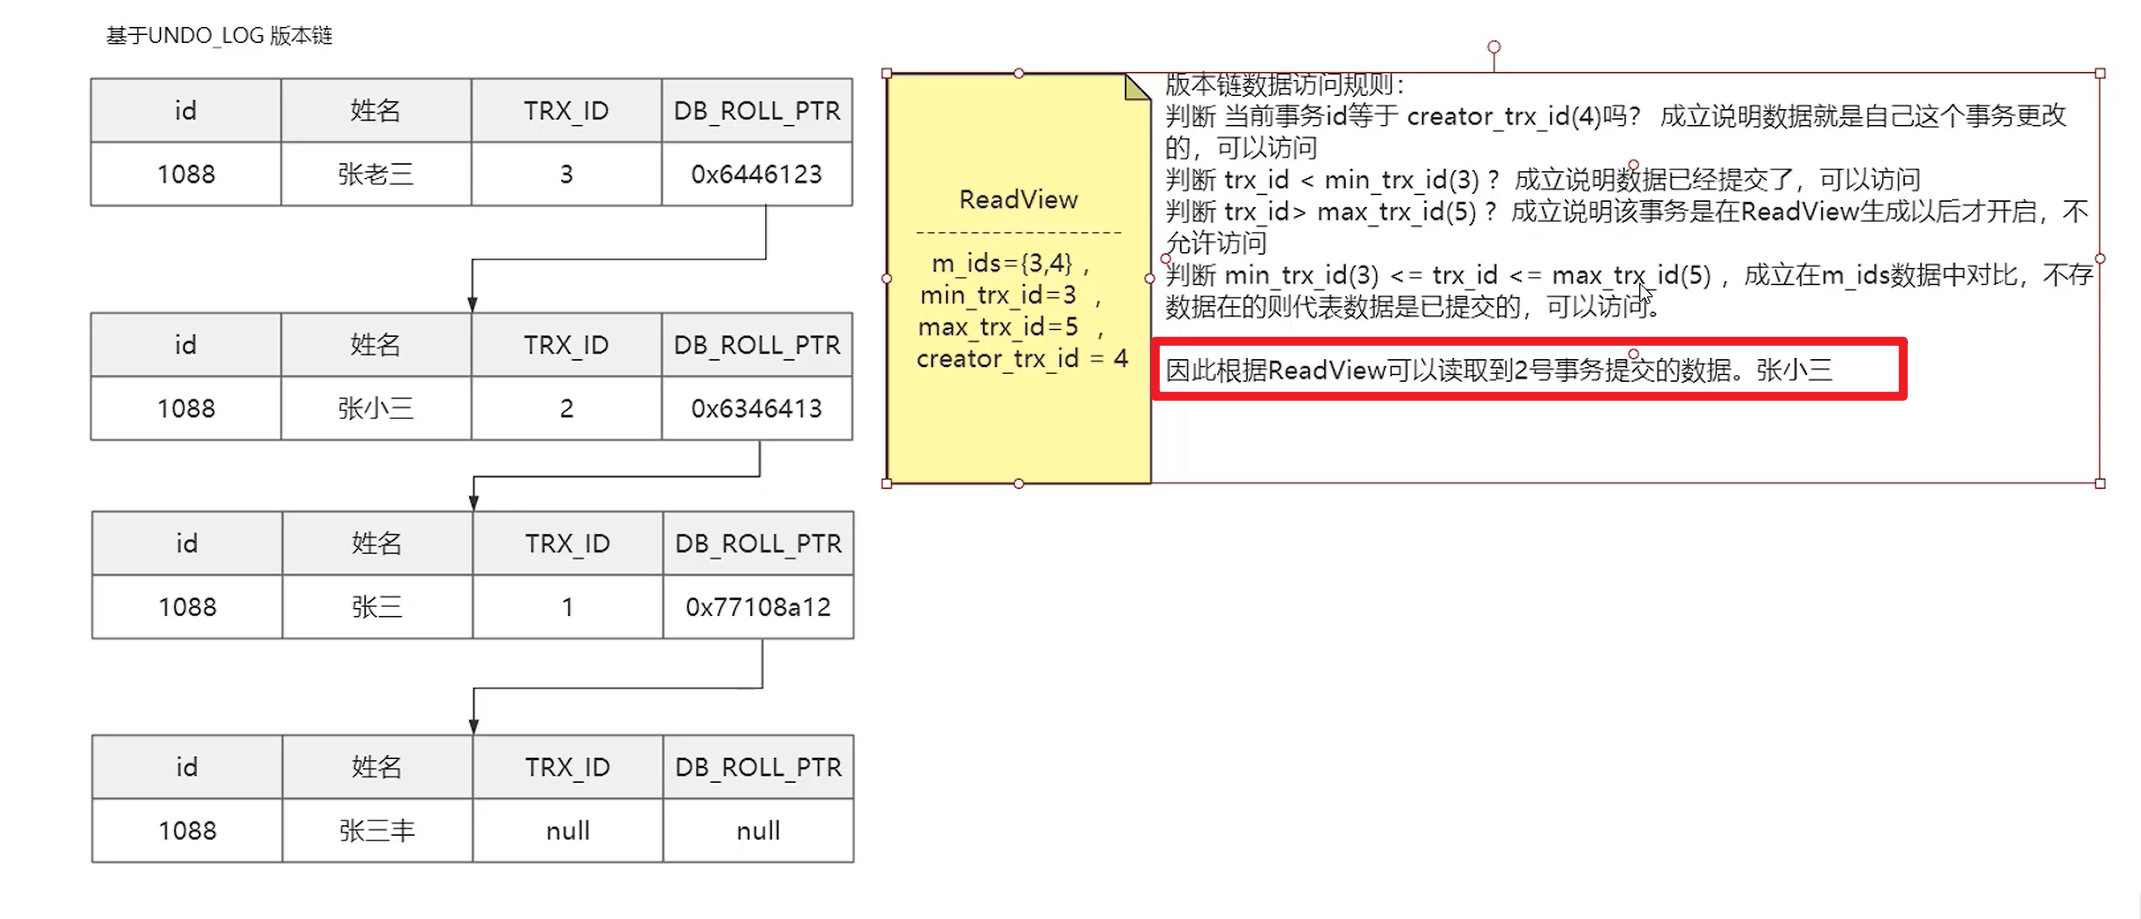 基于UNDO_LOG 版本链
id 姓名 TRX_ID DB_ROLL_PTR
1088 张老三 3 0x6446123
id 姓名 TRX_ID DB_ROLL_PTR
1088 张小三 2 0x6346413
id 姓名 TRX_ID DB_ROLL_PTR
1088 张三 1 0x77108a12
id 姓名 TRX_ID DB_ROLL_PTR
1088 张三丰 null null
ReadView
-------------------
m_ids={3,4} ,
min_trx_id=3 ,
max_trx_id=5 ,
creator_trx_id = 4
版本链数据访问规则：
判断 当前事务id等于 creator_trx_id(4)吗？ 成立说明数据就是自己这个事务更改
的，可以访问
判断 trx_id < min_trx_id(3) ？成立说明数据已经提交了，可以访问
判断 trx_id> max_trx_id(5) ？成立说明该事务是在ReadView生成以后才开启，不
允许访问
判断 min_trx_id(3) <= trx_id <= max_trx_id(5) ，成立在m_ids数据中对比，不存
数据在的则代表数据是已提交的，可以访问。
因此根据ReadView可以读取到2号事务提交的数据。张小三